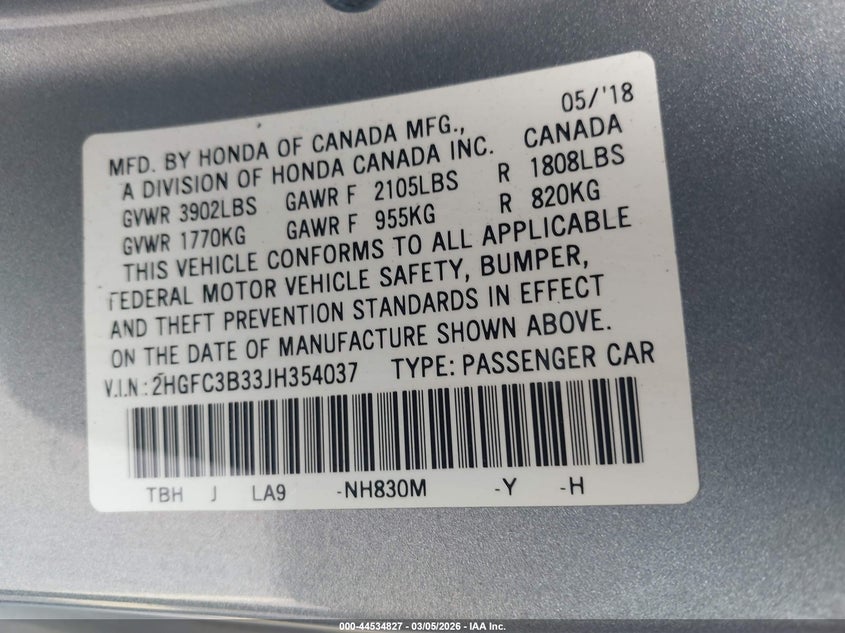 05/'18
MFD. BY HONDA OF CANADA MFG.,
A DIVISION OF HONDA CANADA INC. CANADA
GVWR 3902LBS GAWR F 2105LBS R 1808LBS
GVWR 1770KG GAWR F 955KG R 820KG
THIS VEHICLE CONFORMS TO ALL APPLICABLE
FEDERAL MOTOR VEHICLE SAFETY, BUMPER,
AND THEFT PREVENTION STANDARDS IN EFFECT
ON THE DATE OF MANUFACTURE SHOWN ABOVE.
V.I.N: 2HGFC3B33JH354037 TYPE: PASSENGER CAR
TBH J LA9 -NH830M -Y -H
000-44534827 - 03/05/2026 - IAA Inc.